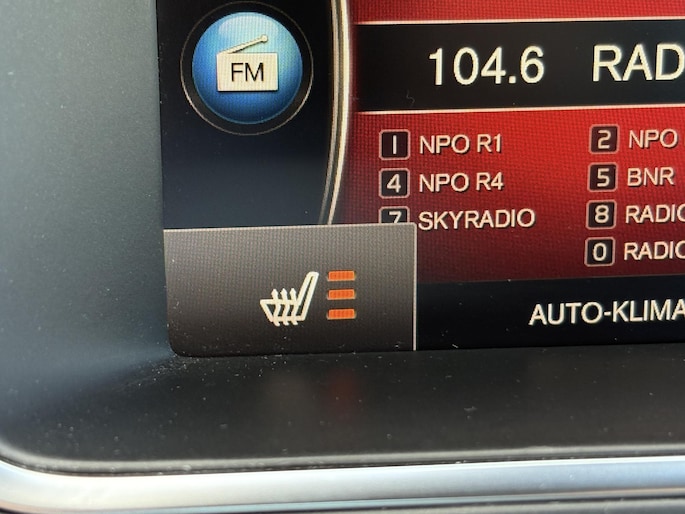 FM
104.6 RAD
1 NPO R1 2 NPO
4 NPO R4 5 BNR
7 SKYRADIO 8 RADIO
0 RADIO
AUTO-KLIMA